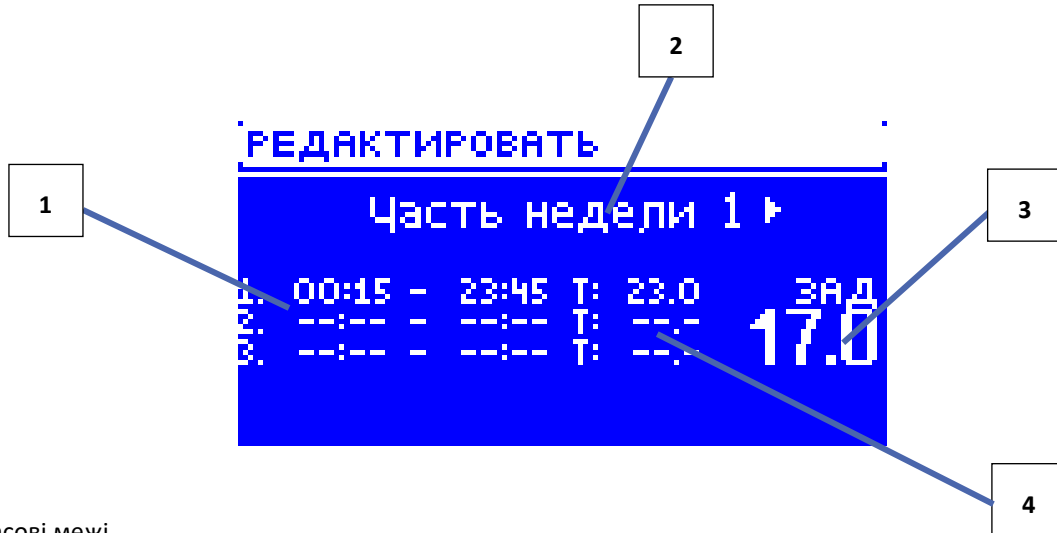 2
РЕДАКТИРОВАТЬ
1
Часть недели 1
3
1. 00:15 - 23:45 T: 23.0 ЗАД
2. --:-- - --:-- T: --.- 17.0
3. --:-- - --:-- T: --.-
4
межі